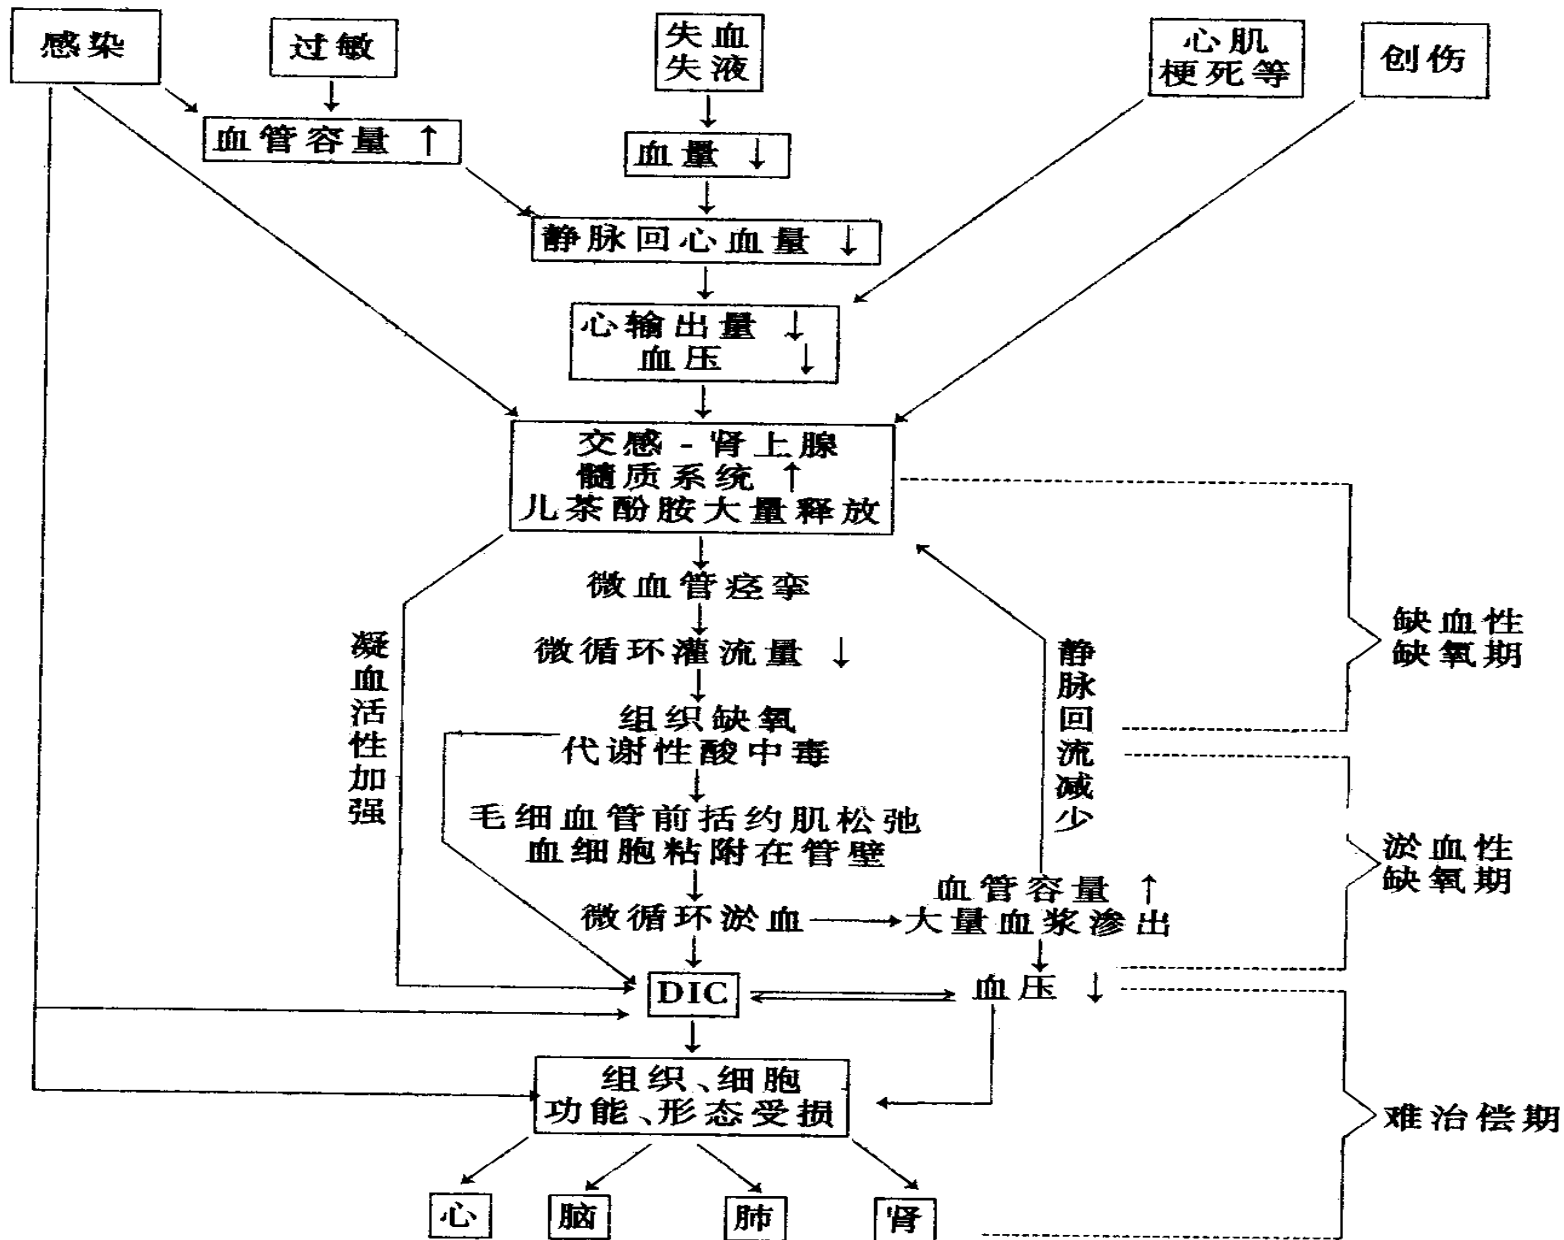 感染
过敏
失血
失液
心肌
梗死等
创伤
血管容量 ↑
血量 ↓
静脉回心血量 ↓
心输出量 ↓
血压 ↓
交感-肾上腺
髓质系统 ↑
儿茶酚胺大量释放
微血管痉挛
微循环灌流量 ↓
组织缺氧
代谢性酸中毒
毛细血管前括约肌松弛
血细胞粘附在管壁
微循环淤血
凝血活性加强
静脉回流减少
血管容量 ↑
大量血浆渗出
DIC
血压 ↓
组织、细胞
功能、形态受损
心
脑
肺
肾
缺血性
缺氧期
淤血性
缺氧期
难治偿期